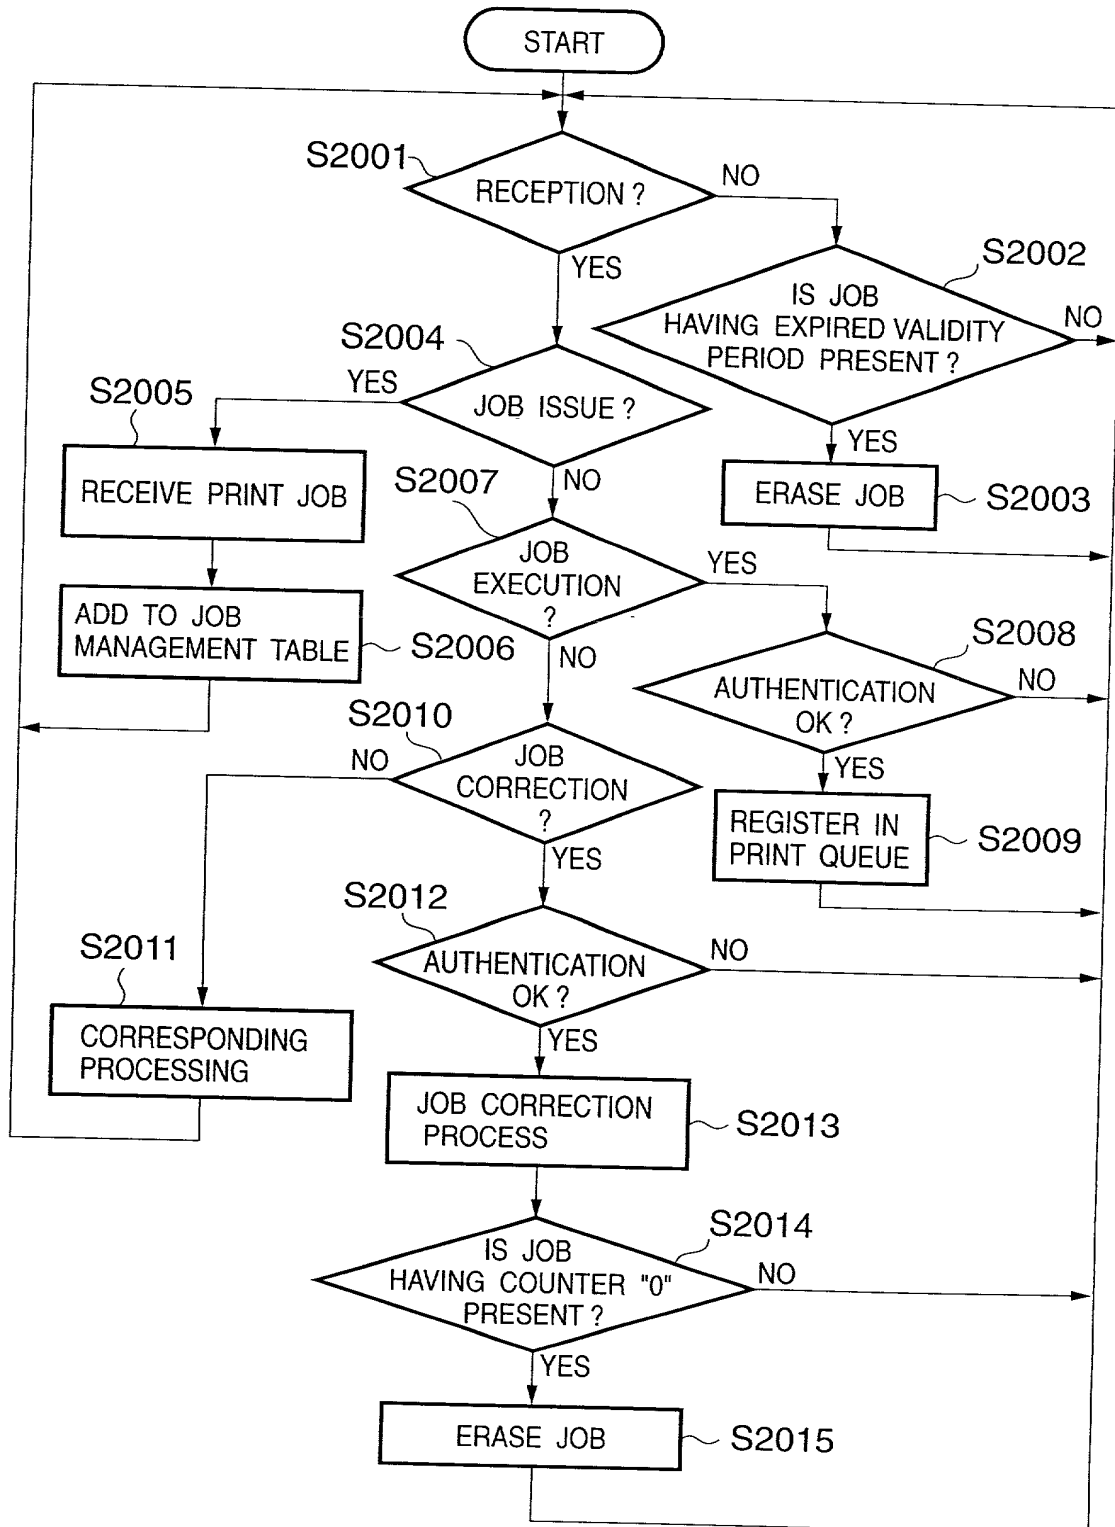 START
S2001
RECEPTION ?
NO
YES
S2002
IS JOB
HAVING EXPIRED VALIDITY
PERIOD PRESENT ?
NO
YES
S2004
YES
JOB ISSUE ?
NO
S2005
RECEIVE PRINT JOB
ERASE JOB
S2003
S2007
JOB
EXECUTION
?
YES
NO
ADD TO JOB
MANAGEMENT TABLE
S2006
S2008
AUTHENTICATION
OK ?
NO
YES
S2010
NO
JOB
CORRECTION
?
YES
REGISTER IN
PRINT QUEUE
S2009
S2012
AUTHENTICATION
OK ?
NO
YES
S2011
CORRESPONDING
PROCESSING
JOB CORRECTION
PROCESS
S2013
S2014
IS JOB
HAVING COUNTER "0"
PRESENT ?
NO
YES
ERASE JOB
S2015